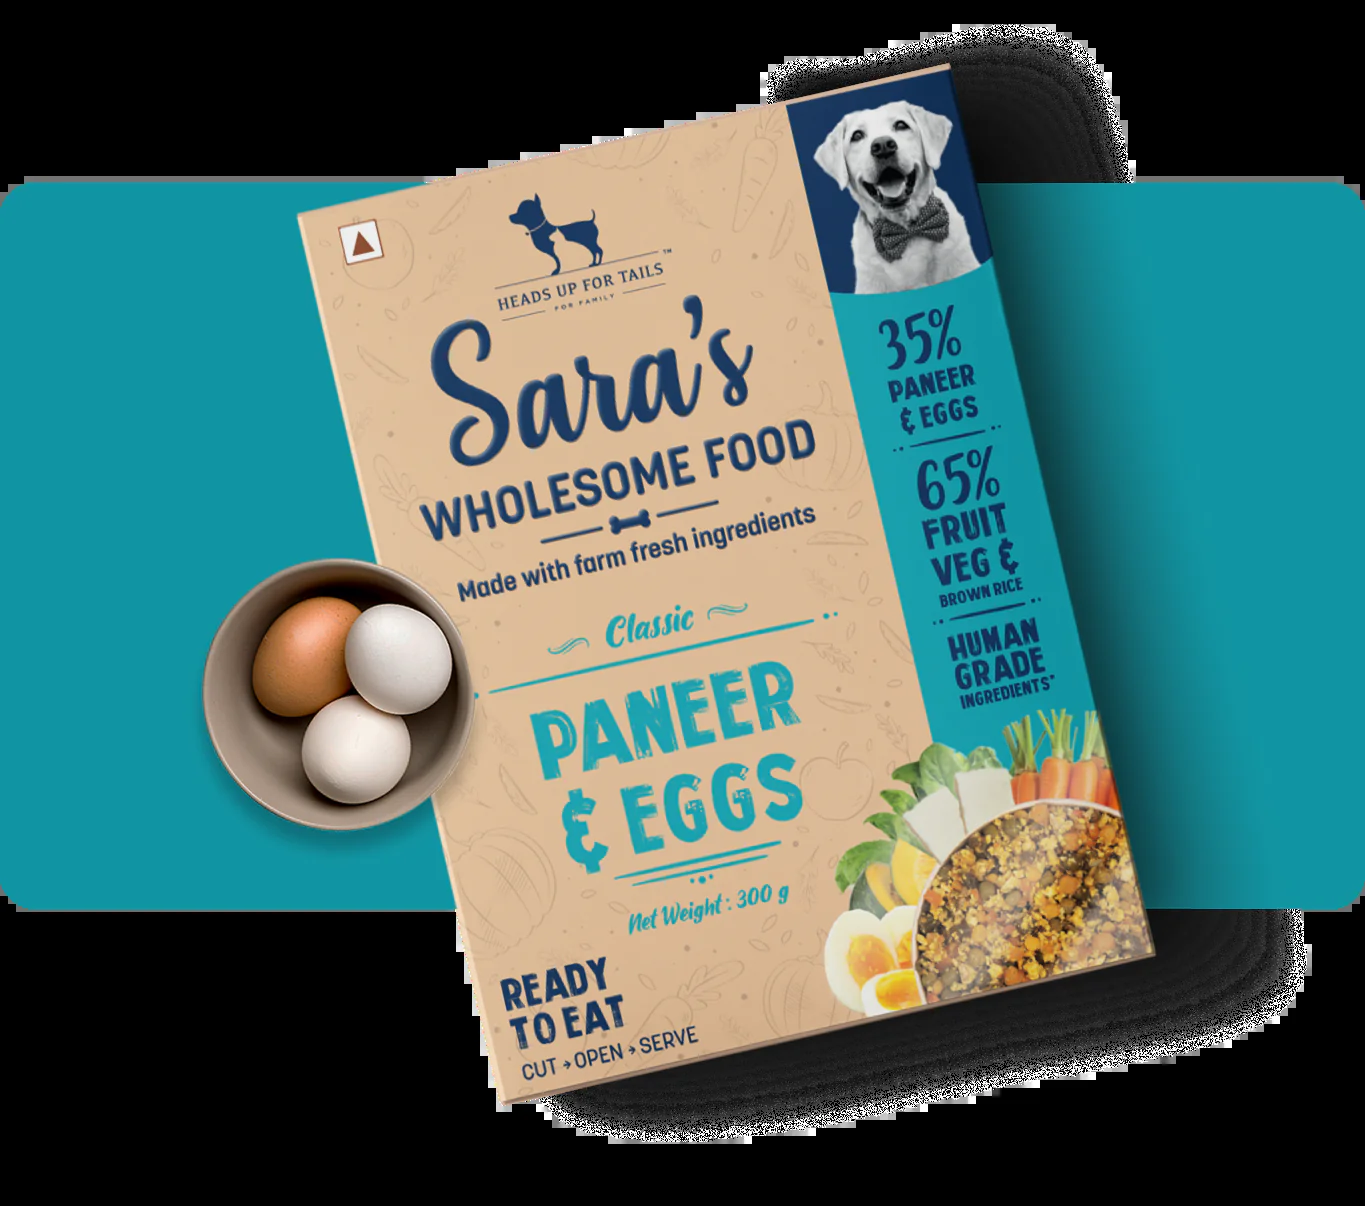 HEADS UP FOR TAILS™
FOR FAMILY
Sara's
WHOLESOME FOOD
Made with farm fresh ingredients
Classic
PANEER
& EGGS
Net Weight: 300 g
READY
TO EAT
CUT → OPEN → SERVE
35%
PANEER
& EGGS
65%
FRUIT
VEG &
BROWN RICE
HUMAN
GRADE
INGREDIENTS*